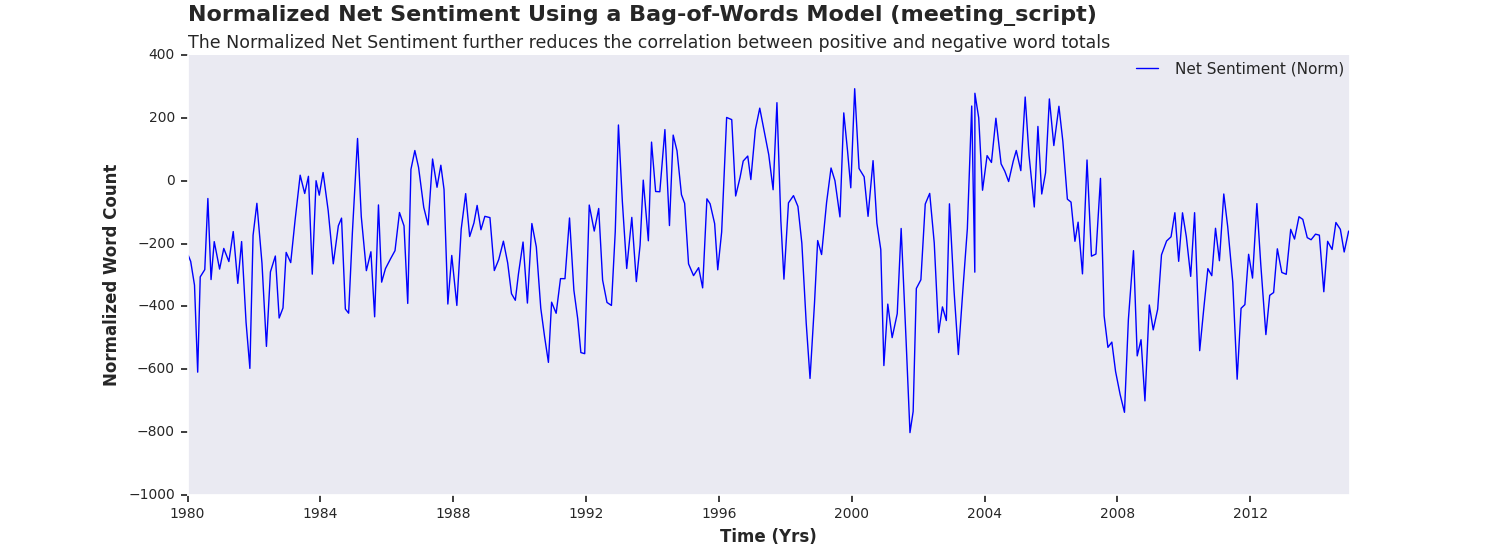 Normalized Net Sentiment Using a Bag-of-Words Model (meeting_script)
The Normalized Net Sentiment further reduces the correlation between positive and negative word totals
Net Sentiment (Norm)
Normalized Word Count
400
200
0
−200
−400
−600
−800
−1000
1980 1984 1988 1992 1996 2000 2004 2008 2012
Time (Yrs)